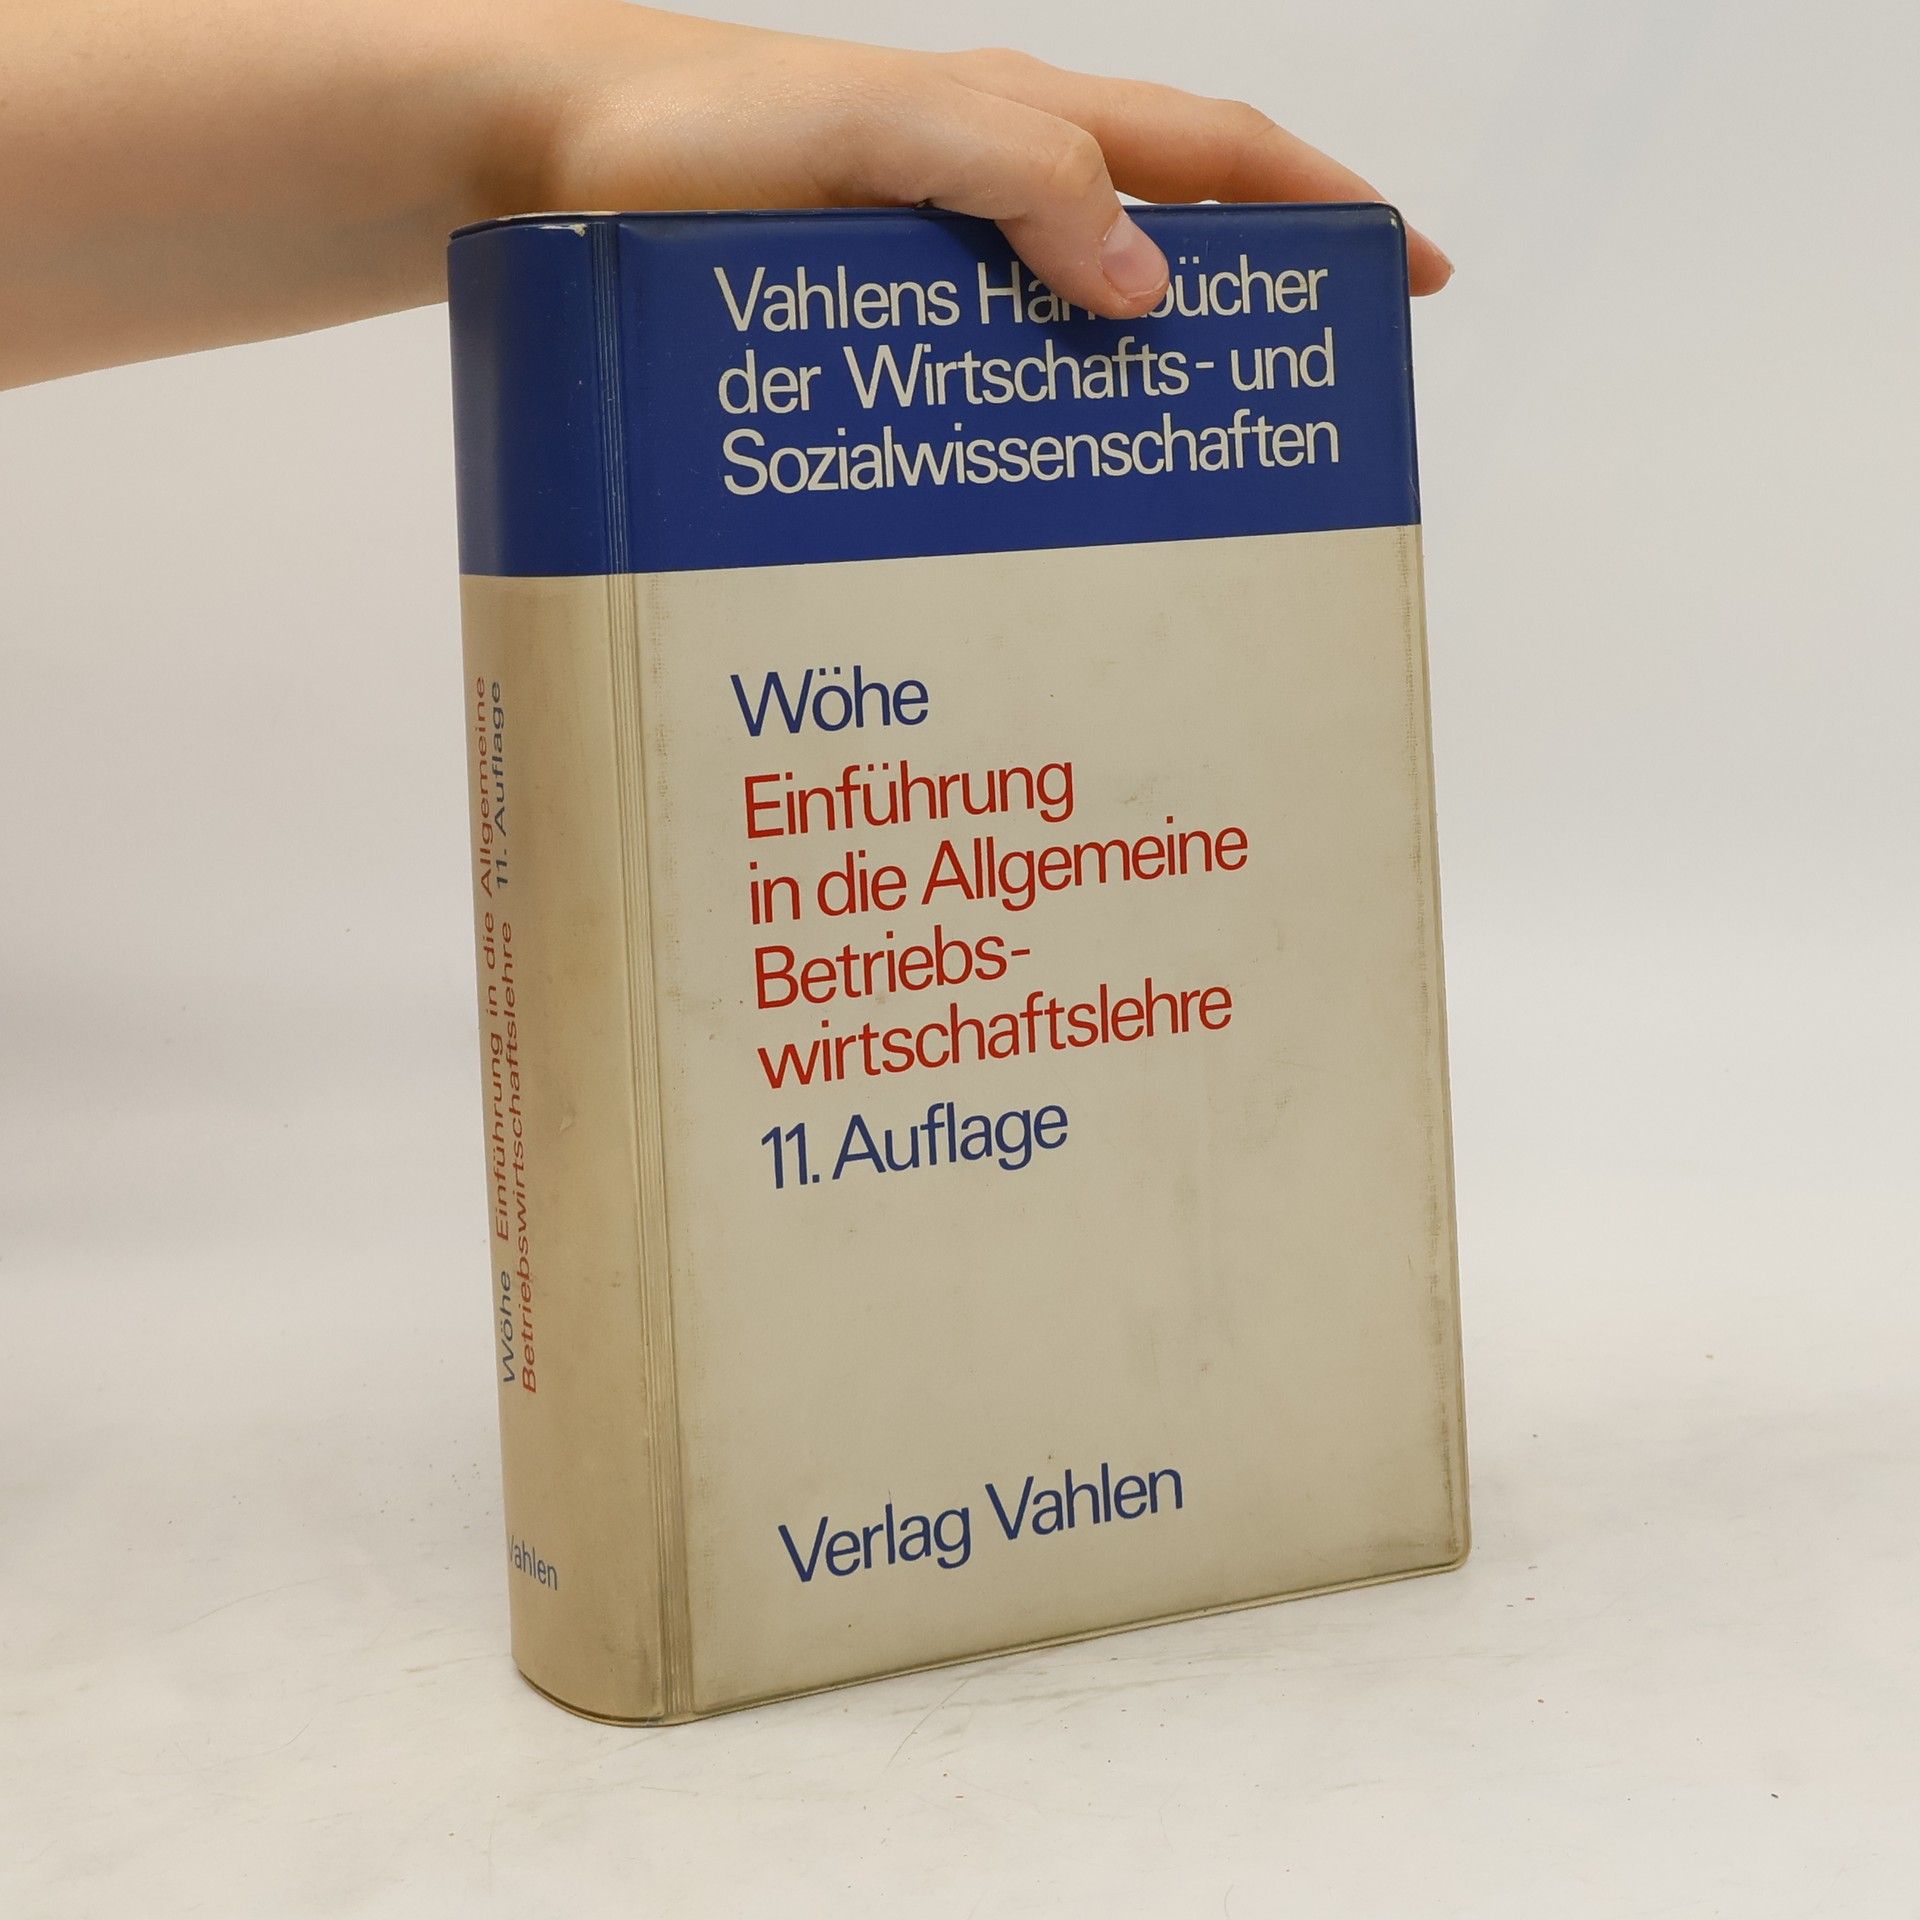 Vahlens Handbücher
der Wirtschafts- und
Sozialwissenschaften
Wöhe
Einführung
in die Allgemeine
Betriebs-
wirtschaftslehre
11. Auflage
Verlag Vahlen
Wöhe Einführung in die Allgemeine
Betriebswirtschaftslehre 11. Auflage
Vahlen